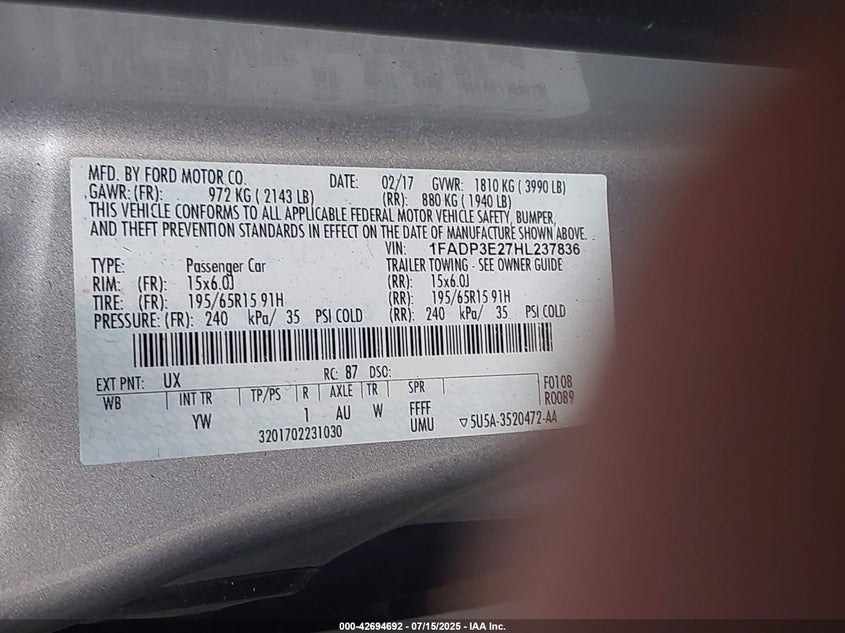 MFD. BY FORD MOTOR CO. DATE: 02/17 GVWR: 1810 KG ( 3990 LB)
GAWR: (FR): 972 KG ( 2143 LB) (RR): 880 KG ( 1940 LB)
THIS VEHICLE CONFORMS TO ALL APPLICABLE FEDERAL MOTOR VEHICLE SAFETY, BUMPER,
AND THEFT PREVENTION STANDARDS IN EFFECT ON THE DATE OF MANUFACTURE SHOWN ABOVE. .
VIN: 1FADP3E27HL237836
TYPE: Passenger Car TRAILER TOWING - SEE OWNER GUIDE
RIM: (FR): 15x6.0J (RR): 15x6.0J
TIRE: (FR): 195/65R15 91H (RR): 195/65R15 91H
PRESSURE: (FR): 240 kPa/ 35 PSI COLD (RR): 240 kPa/ 35 PSI COLD
EXT PNT: UX RC: 87 DSO: F0108
WB INT TR TP/PS R AXLE TR SPR R0089
YW 1 AU W FFFF
3201702231030 UMU ▽5U5A-3520472-AA
000-42694692 - 07/15/2025 - IAA Inc.